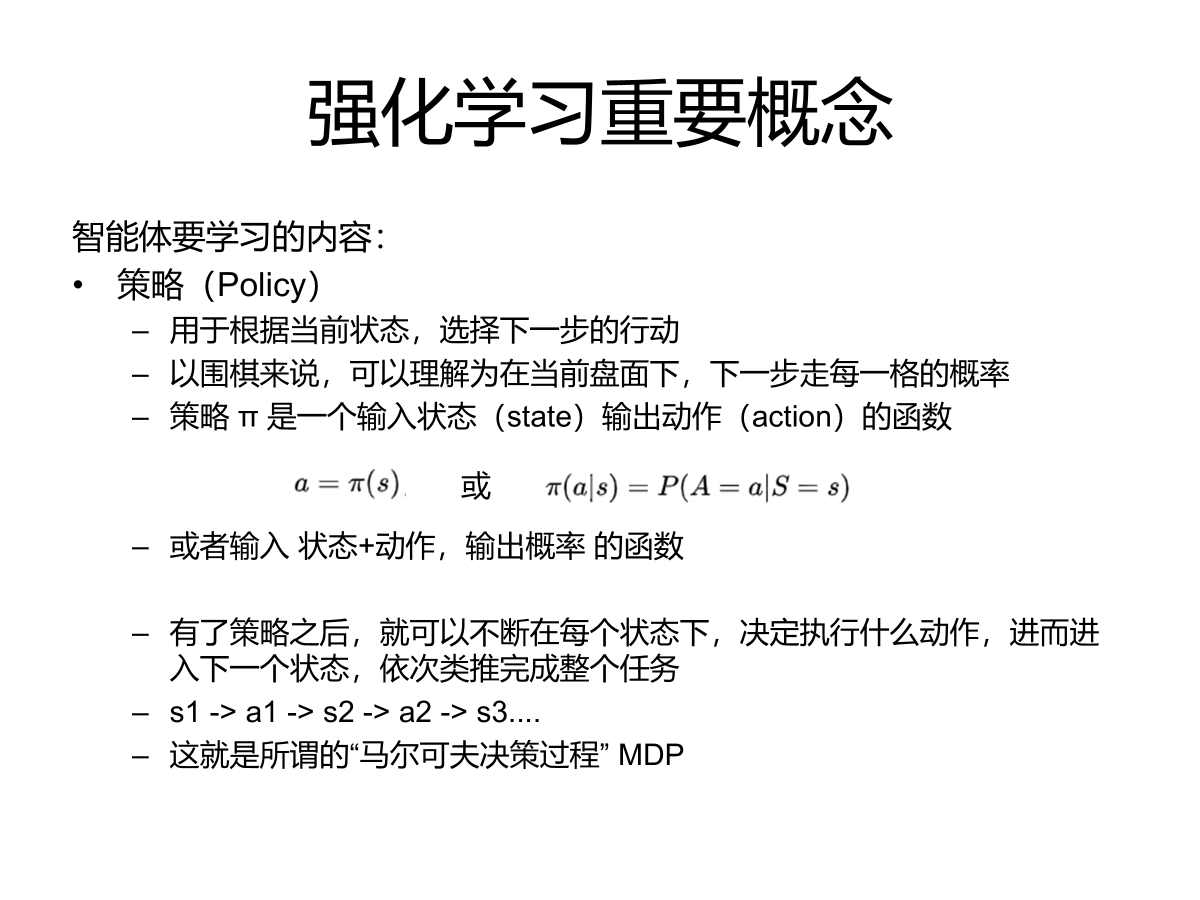 强化学习重要概念
智能体要学习的内容：
• 策略（Policy）
– 用于根据当前状态，选择下一步的行动
– 以围棋来说，可以理解为在当前盘面下，下一步走每一格的概率
– 策略 π 是一个输入状态（state）输出动作（action）的函数
a = π(s) 或 π(a|s) = P(A = a|S = s)
– 或者输入 状态+动作，输出概率 的函数
– 有了策略之后，就可以不断在每个状态下，决定执行什么动作，进而进
入下一个状态，依次类推完成整个任务
– s1 -> a1 -> s2 -> a2 -> s3....
– 这就是所谓的“马尔可夫决策过程” MDP